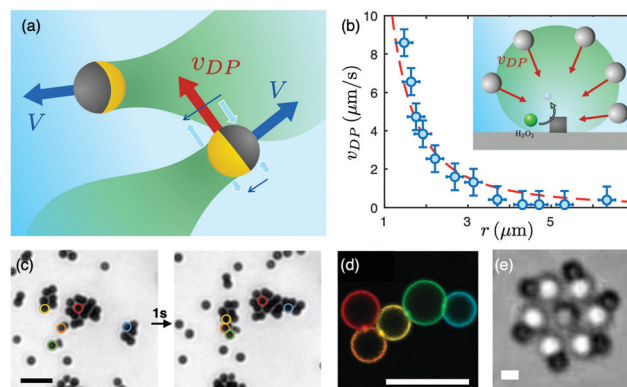 (a)
v_DP
V
V
(b)
v_DP (μm/s)
10
8
6
4
2
0
1
3
5
r (μm)
v_DP
H₂O₂
(c)
1s
(d)
(e)